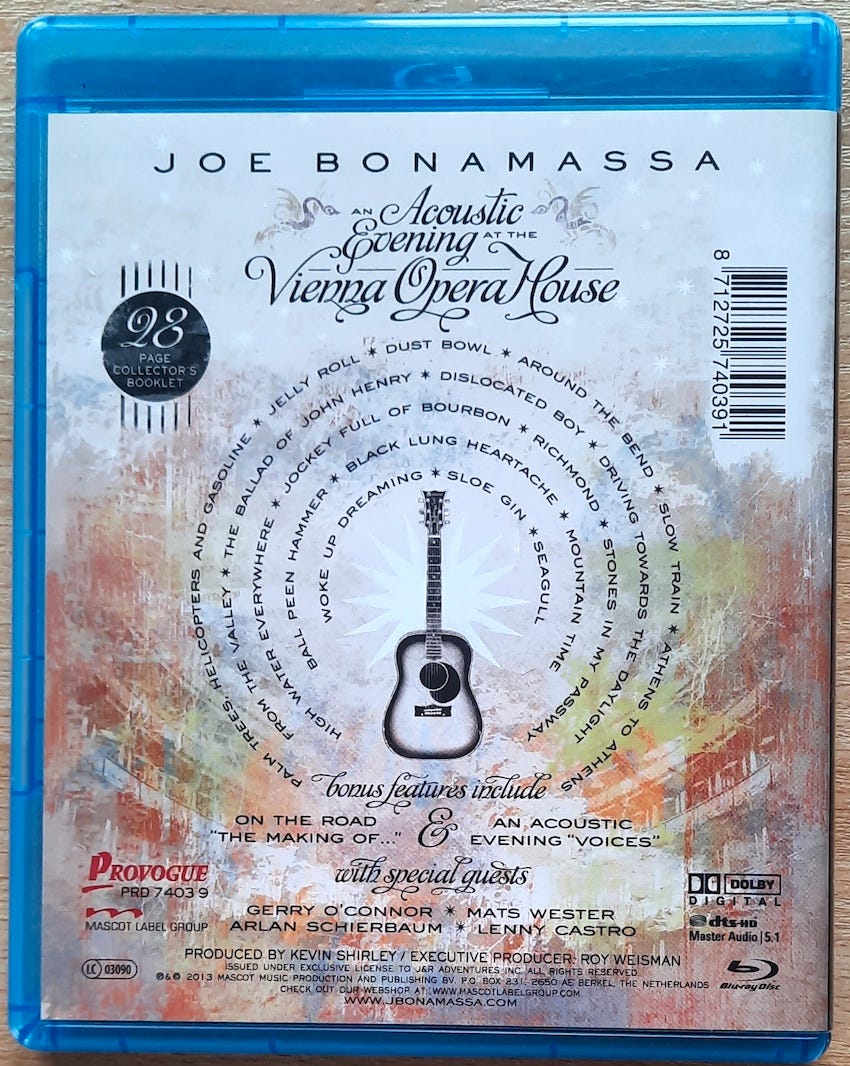 JOE BONAMASSA
AN Acoustic
Evening AT THE
Vienna Opera House
28
PAGE
COLLECTOR'S
BOOKLET
8 712725 740391
PALM TREES, HELICOPTERS AND GASOLINE * JELLY ROLL * DUST BOWL * AROUND THE BEND * SLOW TRAIN * ATHENS TO ATHENS
FROM THE VALLEY * THE BALLAD OF JOHN HENRY * DISLOCATED BOY * DRIVING TOWARDS THE DAYLIGHT
HIGH WATER EVERYWHERE * JOCKEY FULL OF BOURBON * RICHMOND * STONES IN MY PASSWAY
BALL PEEN HAMMER * BLACK LUNG HEARTACHE * MOUNTAIN TIME
WOKE UP DREAMING * SLOE GIN * SEAGULL
bonus features include
ON THE ROAD
"THE MAKING OF..."
&
AN ACOUSTIC
EVENING "VOICES"
with special guests
GERRY O'CONNOR * MATS WESTER
ARLAN SCHIERBAUM * LENNY CASTRO
PROVOGUE
PRD 7403 9
MASCOT LABEL GROUP
LC 03090
DOLBY
DIGITAL
dts-HD
Master Audio | 5.1
Blu-ray Disc
PRODUCED BY KEVIN SHIRLEY / EXECUTIVE PRODUCER: ROY WEISMAN
ISSUED UNDER EXCLUSIVE LICENSE TO J&R ADVENTURES INC. ALL RIGHTS RESERVED
℗&© 2013 MASCOT MUSIC PRODUCTION AND PUBLISHING BV. P.O. BOX 231, 2650 AE BERKEL, THE NETHERLANDS
CHECK OUT OUR WEBSHOP AT: WWW.MASCOTLABELGROUP.COM
WWW.JBONAMASSA.COM